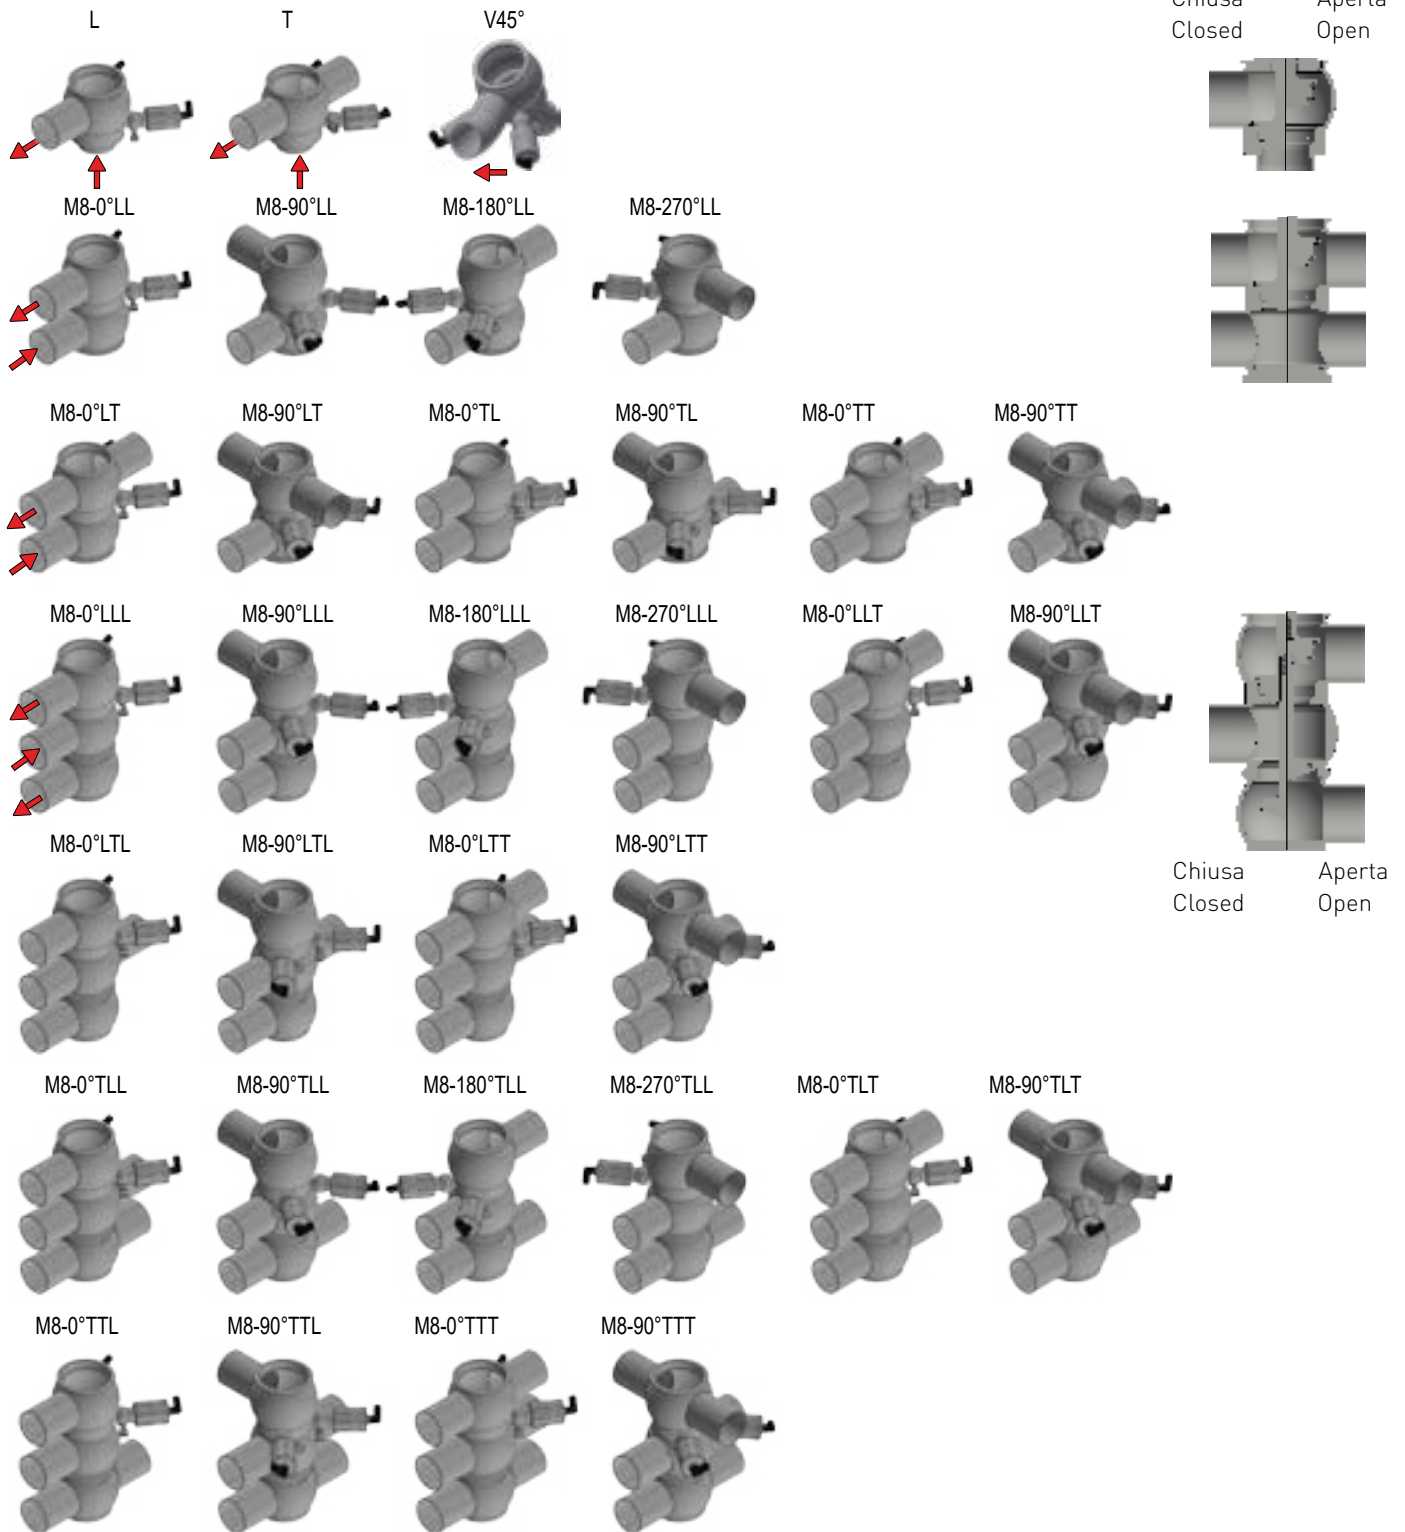 Chiusa Aperta
Closed Open
L T V45°
M8-0°LL M8-90°LL M8-180°LL M8-270°LL
M8-0°LT M8-90°LT M8-0°TL M8-90°TL M8-0°TT M8-90°TT
M8-0°LLL M8-90°LLL M8-180°LLL M8-270°LLL M8-0°LLT M8-90°LLT
M8-0°LTL M8-90°LTL M8-0°LTT M8-90°LTT
Chiusa Aperta
Closed Open
M8-0°TLL M8-90°TLL M8-180°TLL M8-270°TLL M8-0°TLT M8-90°TLT
M8-0°TTL M8-90°TTL M8-0°TTT M8-90°TTT